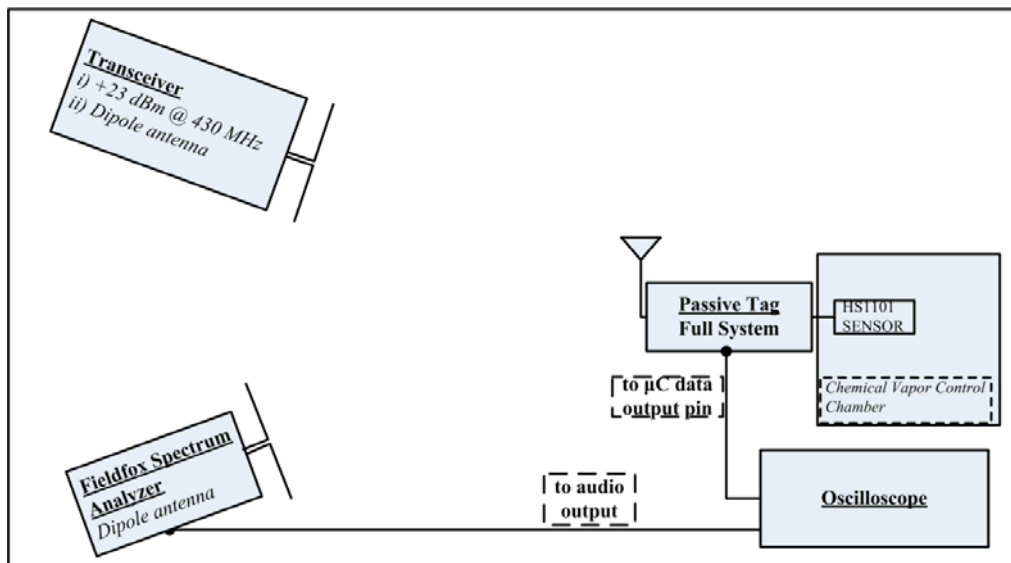 Transceiver
i) +23 dBm @ 430 MHz
ii) Dipole antenna
Passive Tag
Full System
HS1101
SENSOR
Chemical Vapor Control
Chamber
to µC data
output pin
Fieldfox Spectrum
Analyzer
Dipole antenna
to audio
output
Oscilloscope